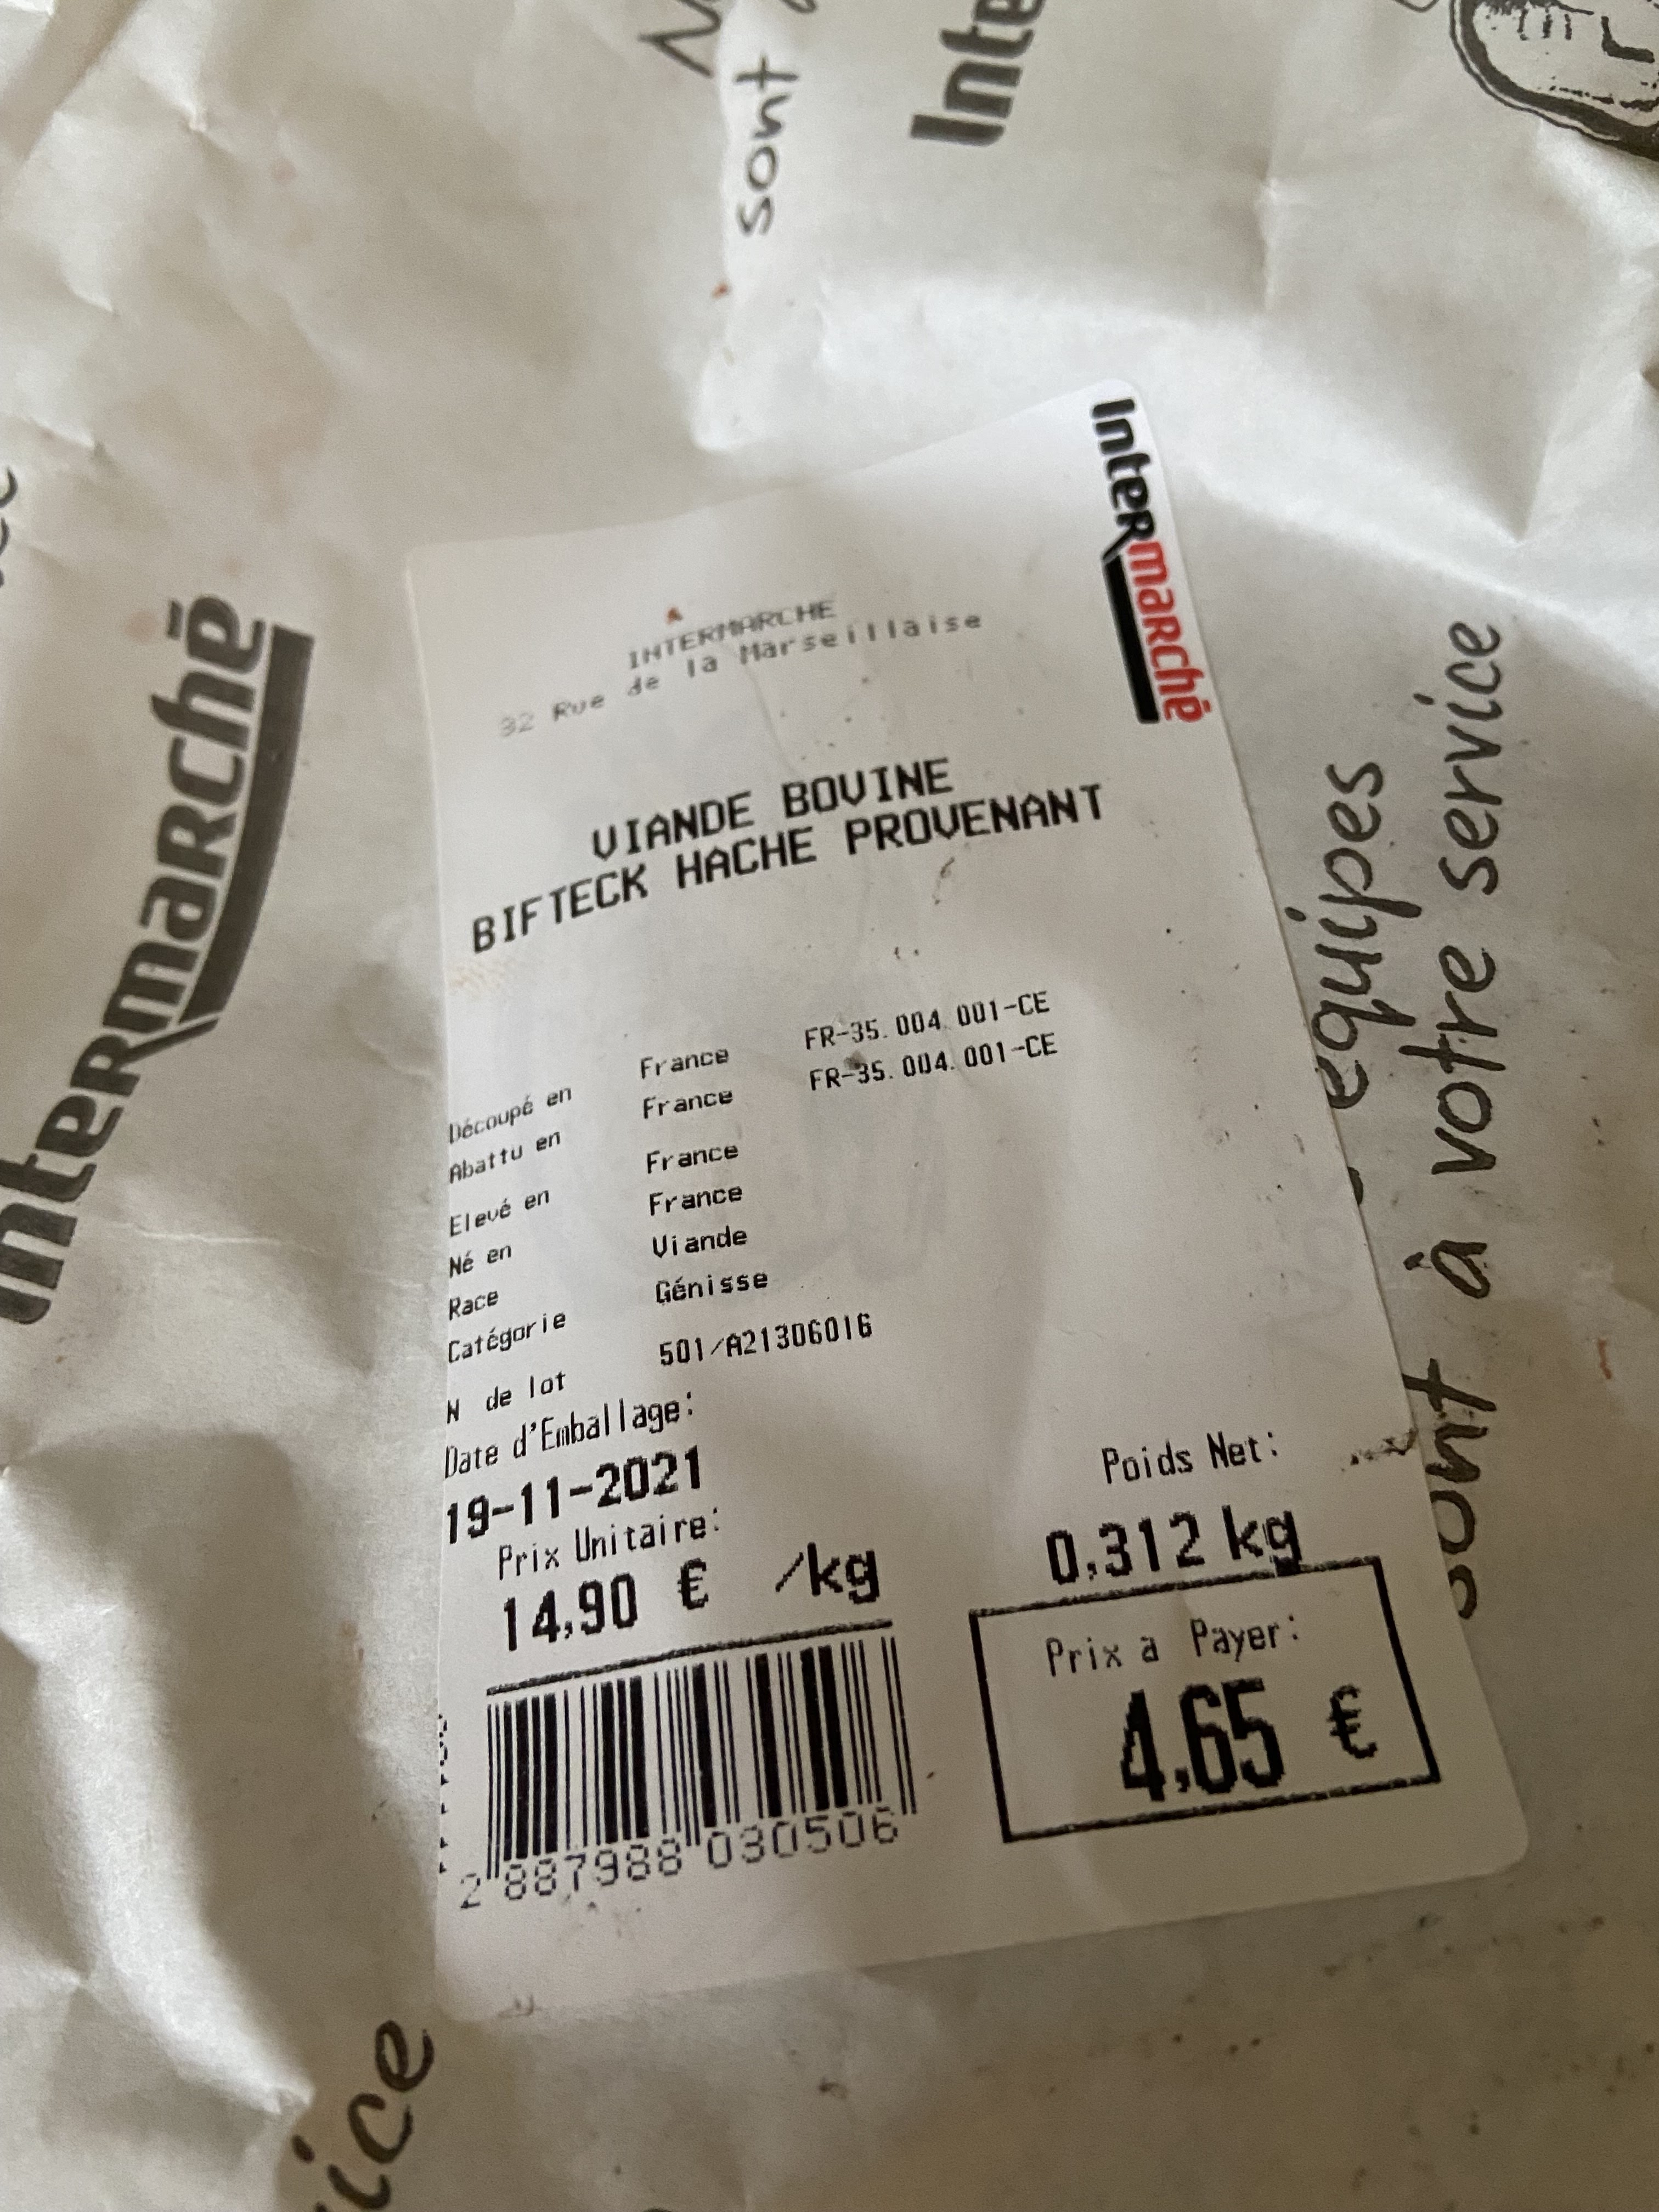 sont
Inte
InteRmaRché
INTERMARCHE
32 Rue de la Marseillaise
VIANDE BOVINE
BIFTECK HACHE PROVENANT
Découpé en France FR-35.004.001-CE
Abattu en France FR-35.004.001-CE
Elevé en France
Né en France
Race Viande
Catégorie Génisse
N de lot 501/A21306016
Date d'Emballage:
19-11-2021
Poids Net:
0,312 kg
Prix Unitaire:
14,90 € /kg
Prix a Payer:
4,65 €
2 887988 030506
InteRmaRché
équipes
sont à votre service
ice